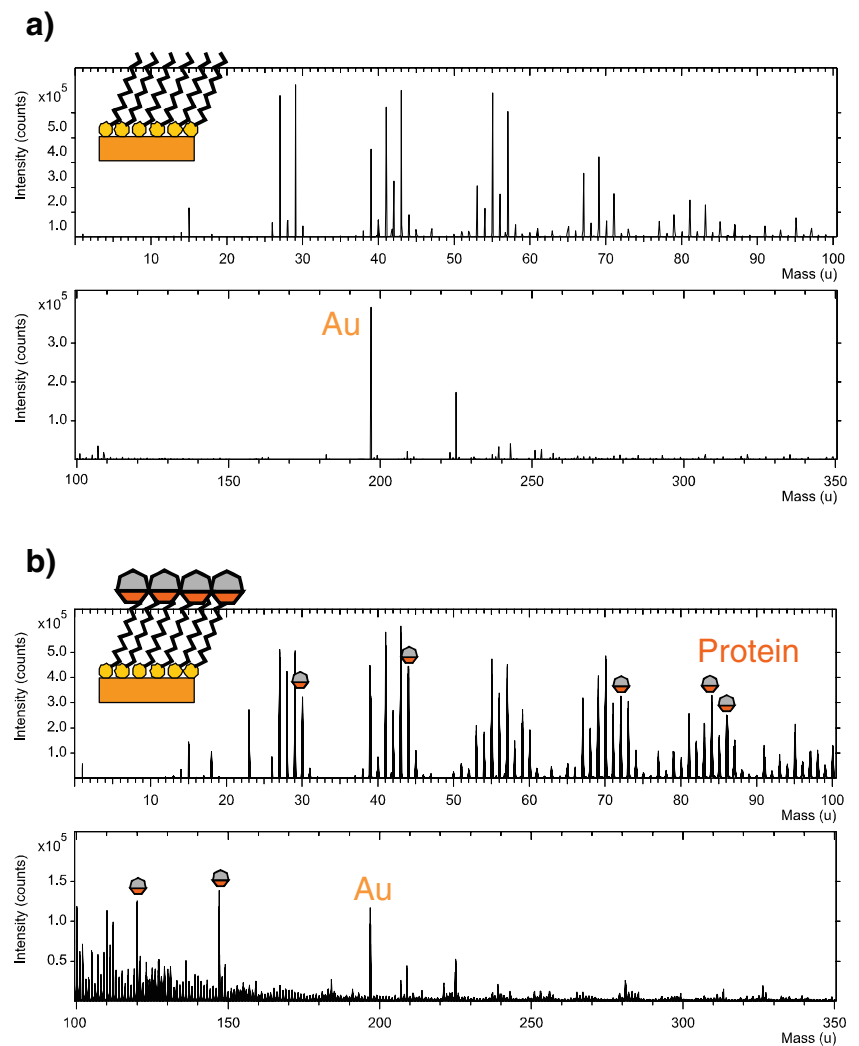 a)
x10⁵
Intensity (counts)
5.0
4.0
3.0
2.0
1.0
10 20 30 40 50 60 70 80 90 100
Mass (u)
x10⁵
Intensity (counts)
Au
3.0
2.0
1.0
100 150 200 250 300 350
Mass (u)
b)
x10⁵
Intensity (counts)
Protein
5.0
4.0
3.0
2.0
1.0
10 20 30 40 50 60 70 80 90 100
Mass (u)
x10⁵
Intensity (counts)
Au
1.5
1.0
0.5
100 150 200 250 300 350
Mass (u)